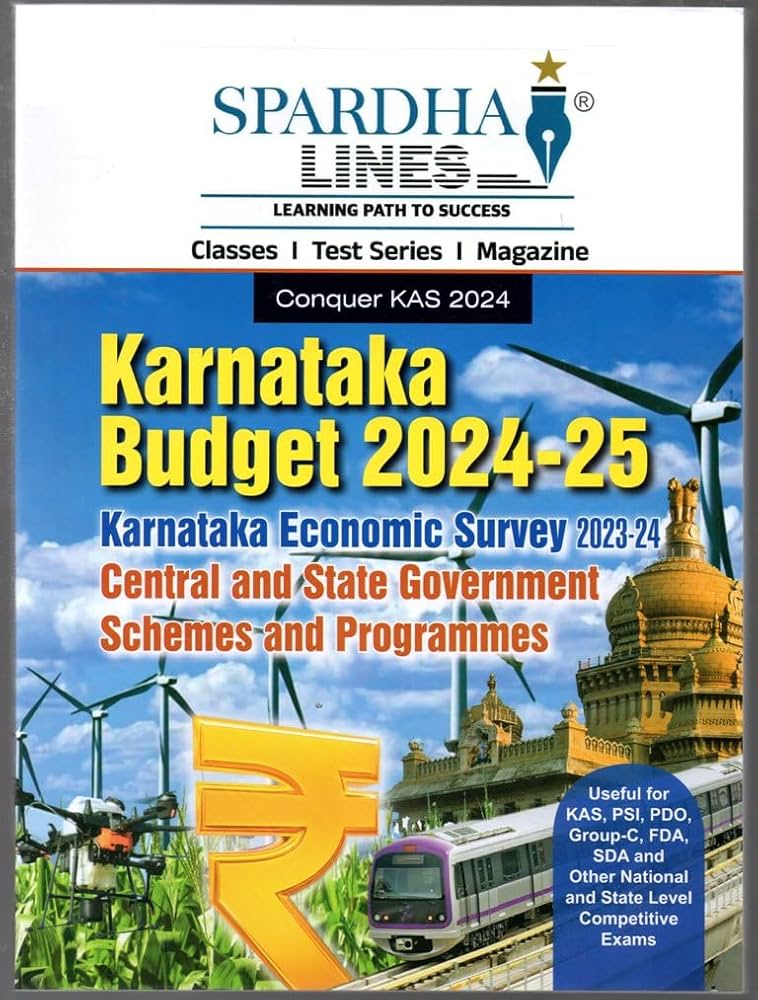 SPARDHA ®
LINES
LEARNING PATH TO SUCCESS
Classes I Test Series I Magazine
Conquer KAS 2024
Karnataka
Budget 2024-25
Karnataka Economic Survey 2023-24
Central and State Government
Schemes and Programmes
₹
Useful for
KAS, PSI, PDO,
Group-C, FDA,
SDA and
Other National
and State Level
Competitive
Exams